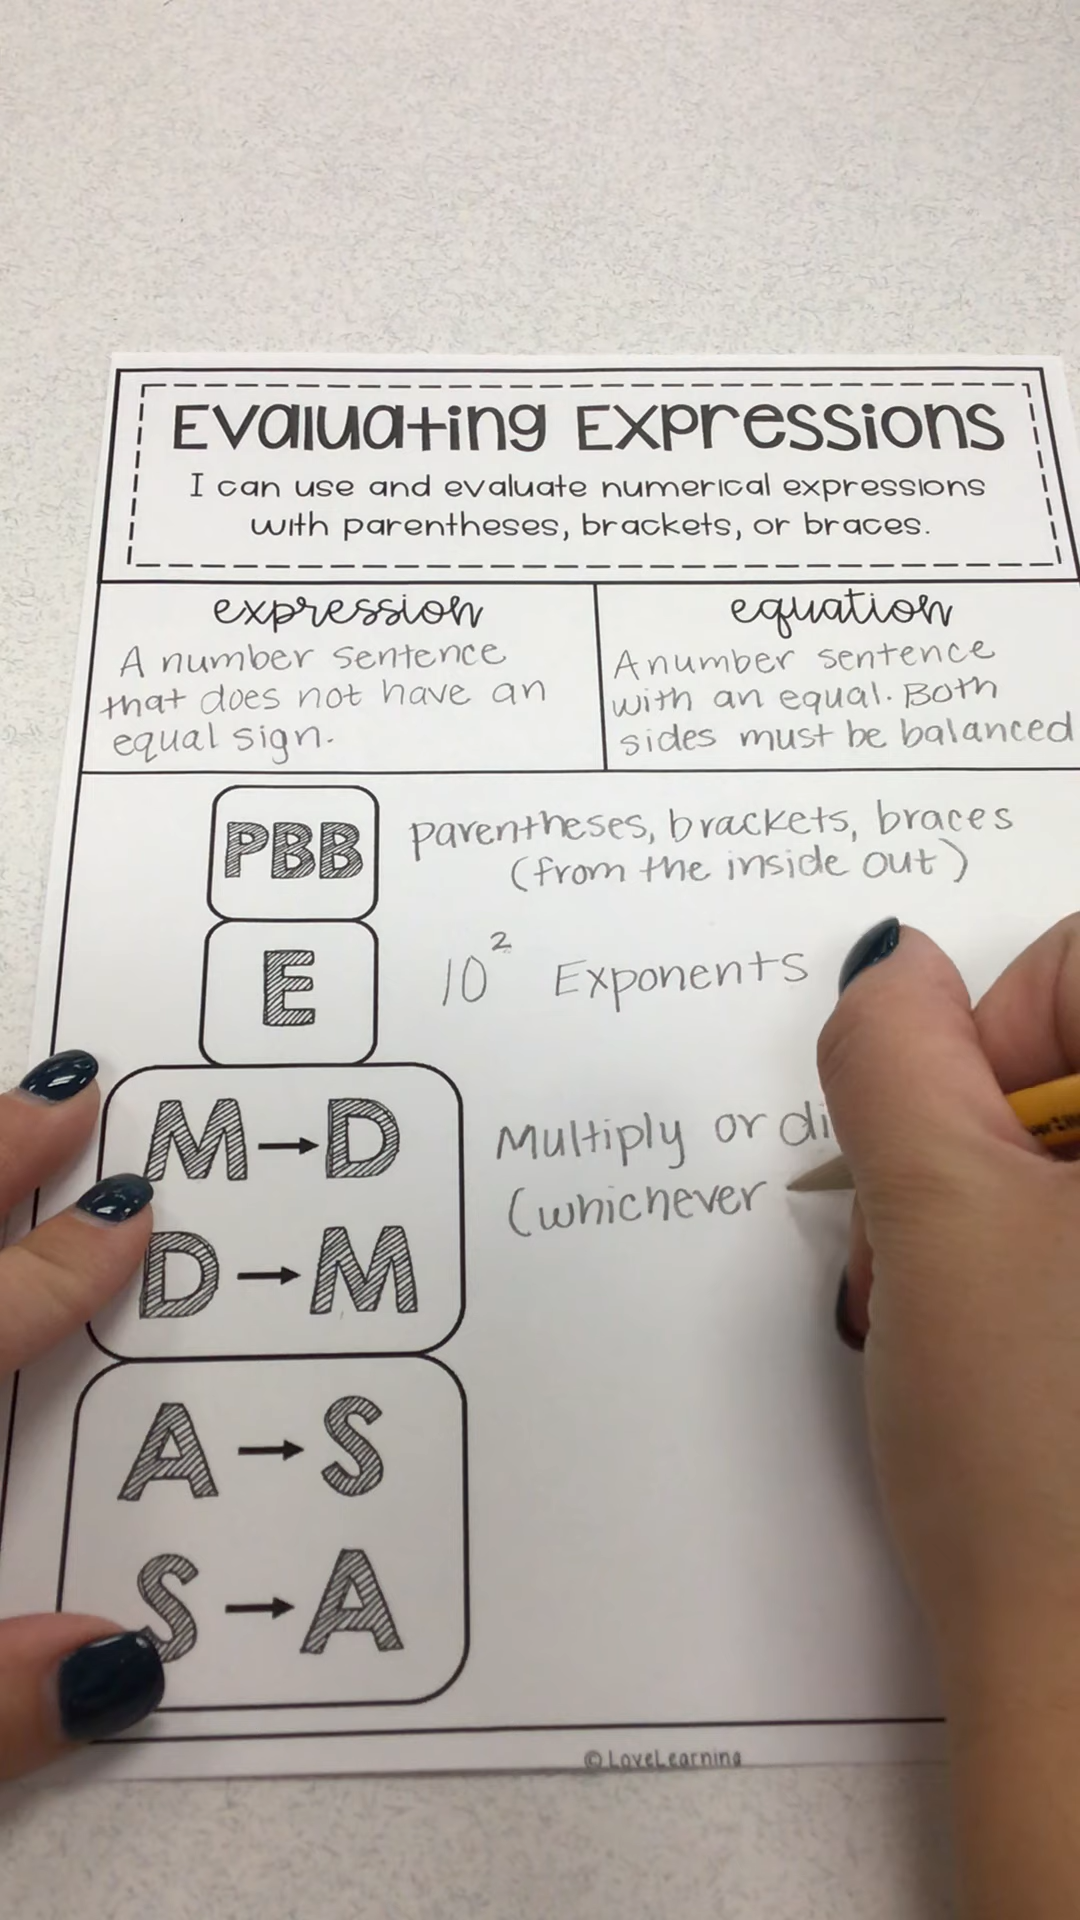 Evaluating Expressions
I can use and evaluate numerical expressions
with parentheses, brackets, or braces.
expression
A number sentence
that does not have an
equal sign.
equation
A number sentence
with an equal. Both
sides must be balanced
PBB
parentheses, brackets, braces
(from the inside out)
E
10² Exponents
M → D
D → M
Multiply or di
(whichever
A → S
S → A
© LoveLearning